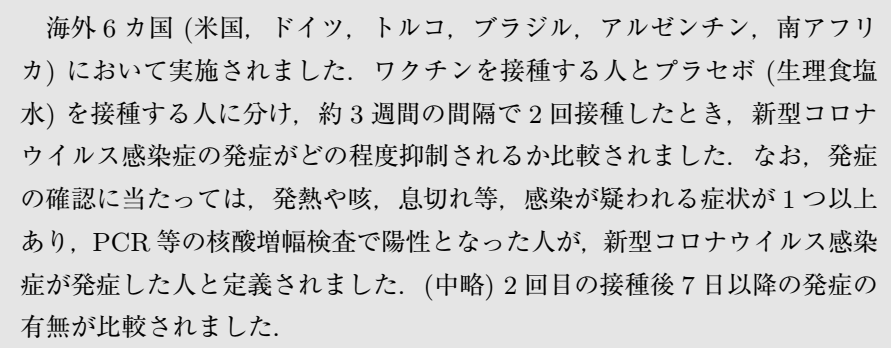 海外 6 カ国 (米国，ドイツ，トルコ，ブラジル，アルゼンチン，南アフリ
カ) において実施されました．ワクチンを接種する人とプラセボ (生理食塩
水) を接種する人に分け，約 3 週間の間隔で 2 回接種したとき，新型コロナ
ウイルス感染症の発症がどの程度抑制されるか比較されました．なお，発症
の確認に当たっては，発熱や咳，息切れ等，感染が疑われる症状が 1 つ以上
あり，PCR 等の核酸増幅検査で陽性となった人が，新型コロナウイルス感染
症が発症した人と定義されました．(中略) 2 回目の接種後 7 日以降の発症の
有無が比較されました．